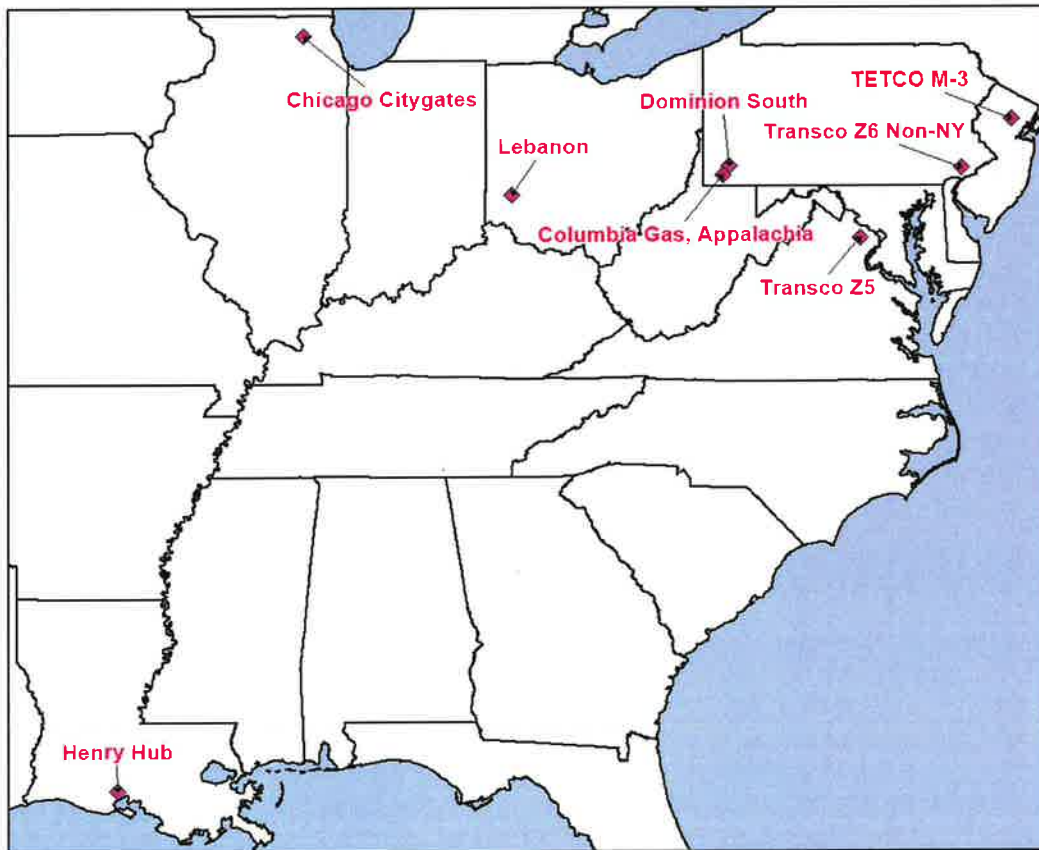 Chicago Citygates
Dominion South
TETCO M-3
Transco Z6 Non-NY
Lebanon
Columbia Gas, Appalachia
Transco Z5
Henry Hub